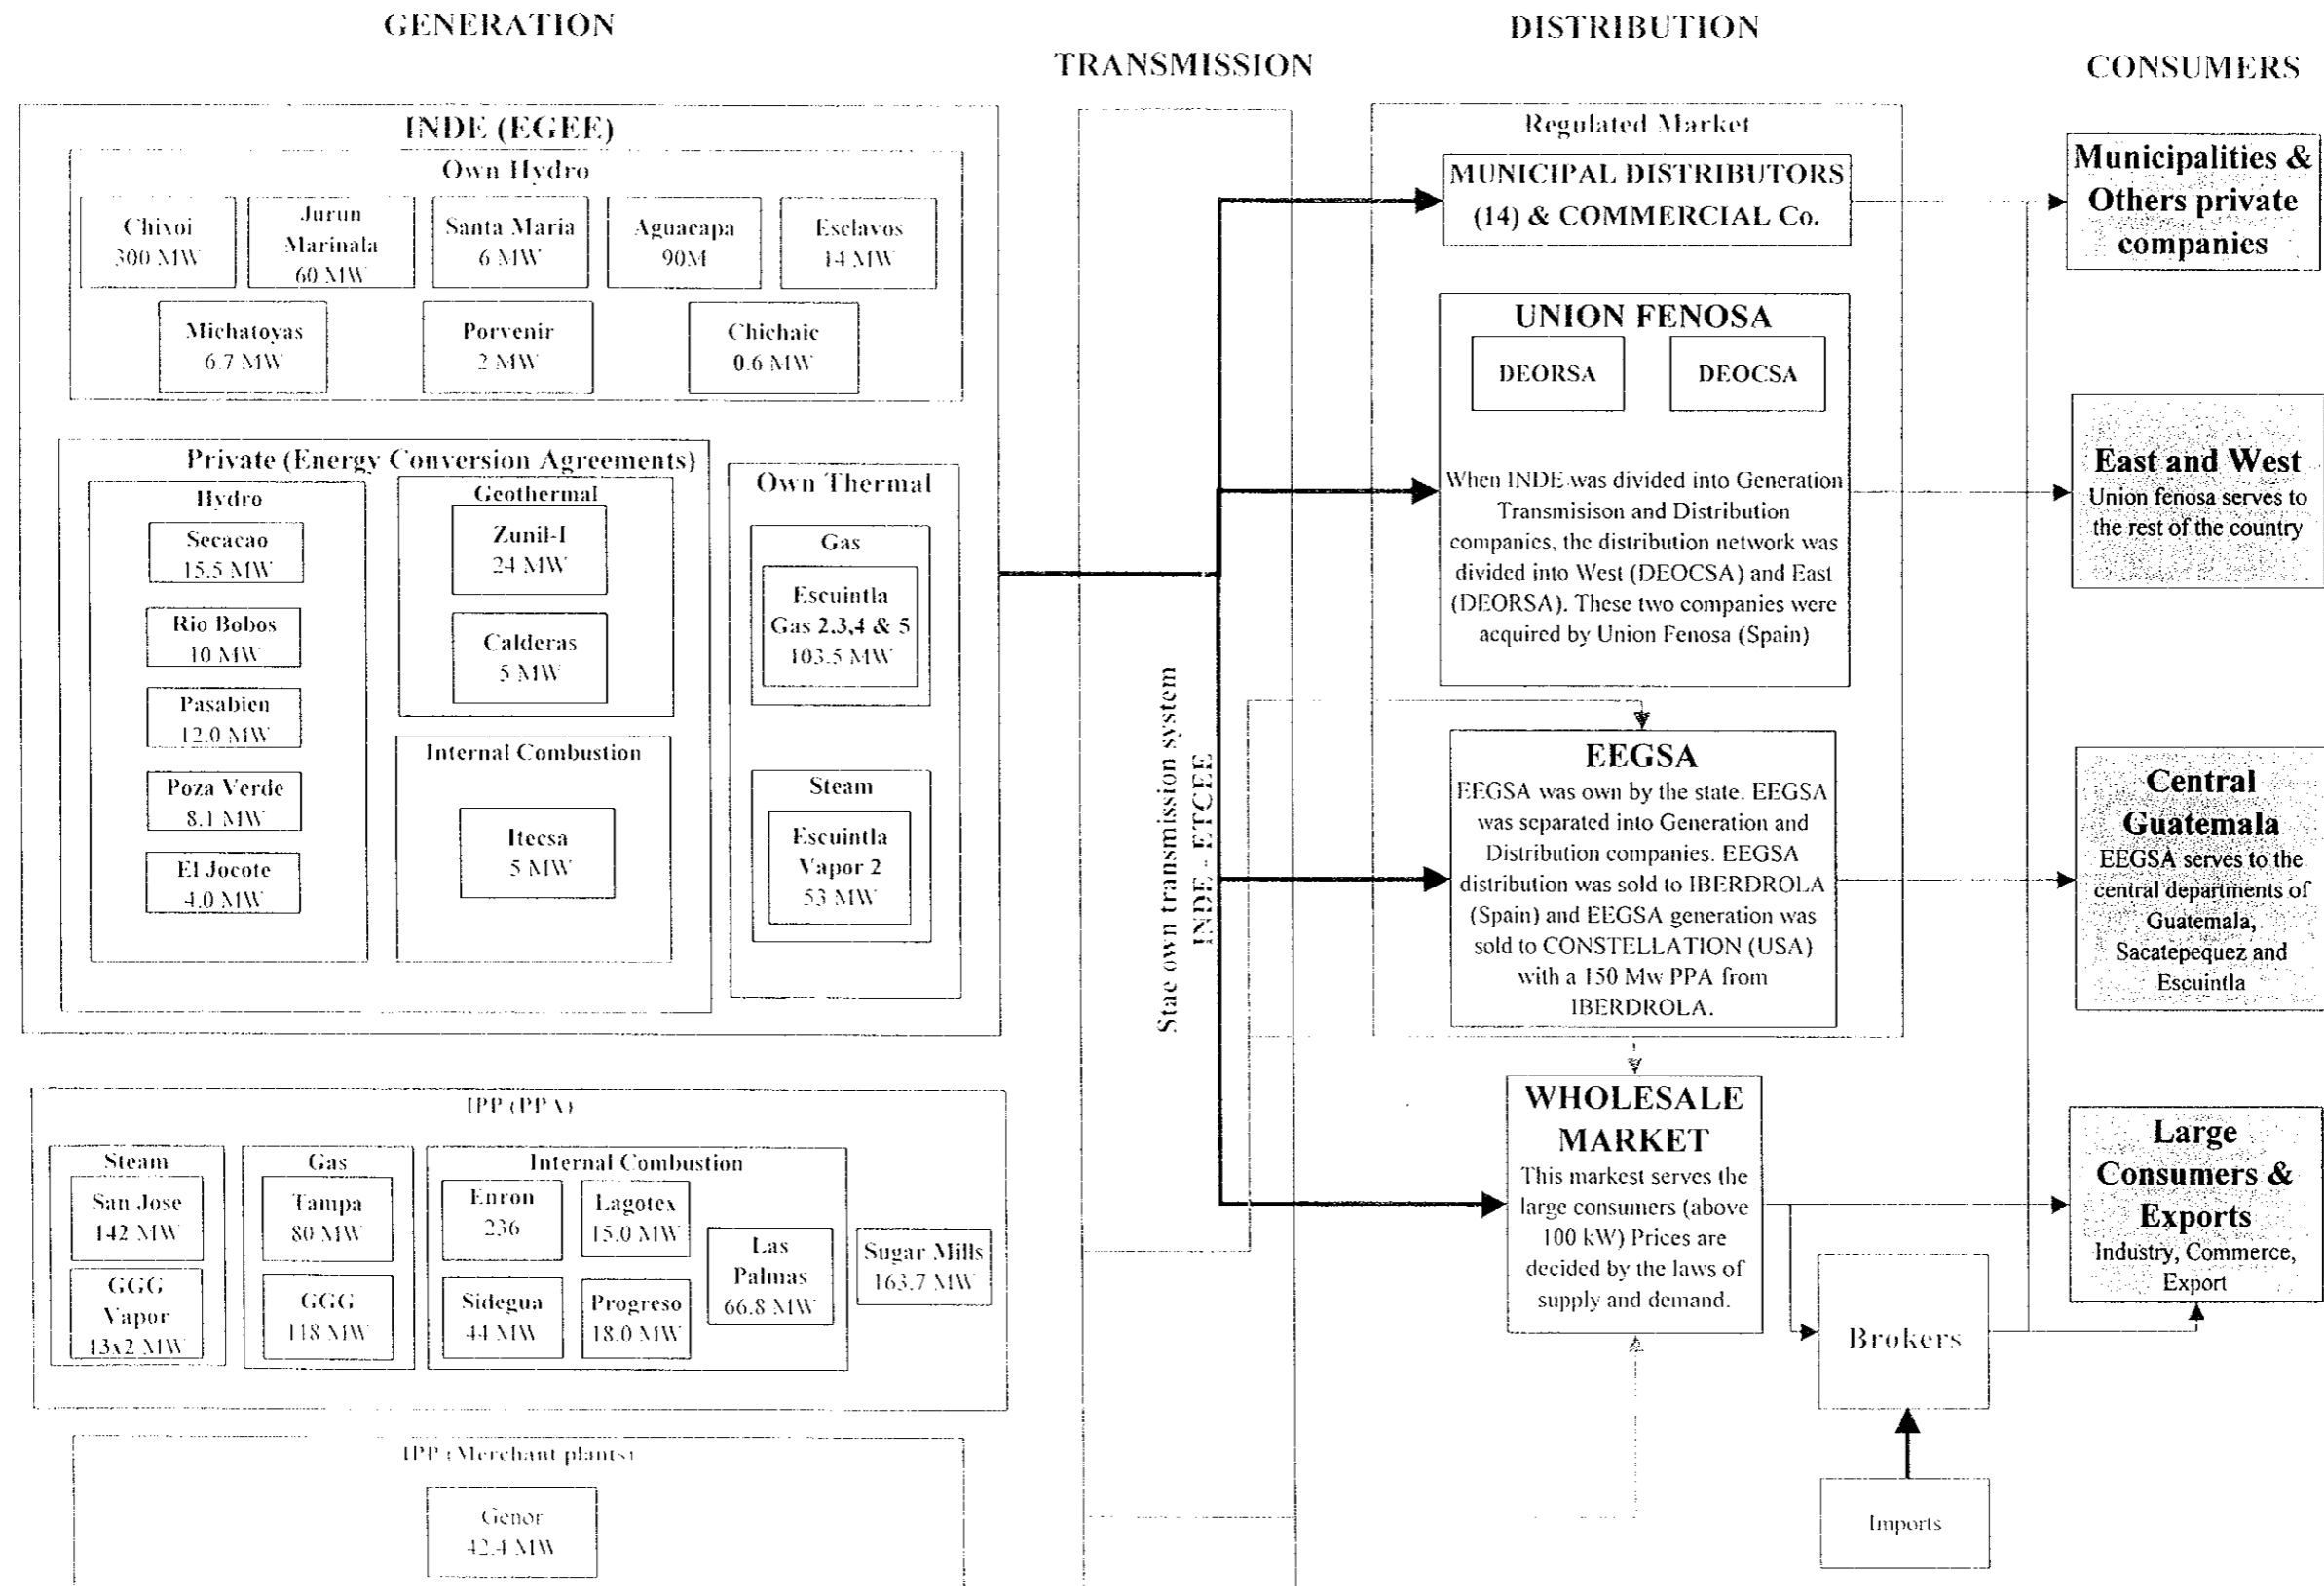 GENERATION
TRANSMISSION
DISTRIBUTION
CONSUMERS
INDE (EGEE)
Own Hydro
Chixoi
300 MW
Jurun
Marinala
60 MW
Santa Maria
6 MW
Aguacapa
90M
Esclavos
14 MW
Michatoyas
6.7 MW
Porvenir
2 MW
Chichaic
0.6 MW
Private (Energy Conversion Agreements)
Hydro
Secacao
15.5 MW
Rio Bobos
10 MW
Pasabien
12.0 MW
Poza Verde
8.1 MW
El Jocote
4.0 MW
Geothermal
Zunil-I
24 MW
Calderas
5 MW
Internal Combustion
Itecsa
5 MW
Own Thermal
Gas
Escuintla
Gas 2.3,4 & 5
103.5 MW
Steam
Escuintla
Vapor 2
53 MW
IPP (PPA)
Steam
San Jose
142 MW
GGG
Vapor
13x2 MW
Gas
Tampa
80 MW
GGG
118 MW
Internal Combustion
Enron
236
Lagotex
15.0 MW
Sidegua
44 MW
Progreso
18.0 MW
Las
Palmas
66.8 MW
Sugar Mills
163.7 MW
IPP (Merchant plants)
Genor
42.4 MW
Stae own transmission system
INDE - ETCEE
Regulated Market
MUNICIPAL DISTRIBUTORS
(14) & COMMERCIAL Co.
UNION FENOSA
DEORSA
DEOCSA
When INDE was divided into Generation
Transmisison and Distribution
companies, the distribution network was
divided into West (DEOCSA) and East
(DEORSA). These two companies were
acquired by Union Fenosa (Spain)
EEGSA
EEGSA was own by the state. EEGSA
was separated into Generation and
Distribution companies. EEGSA
distribution was sold to IBERDROLA
(Spain) and EEGSA generation was
sold to CONSTELLATION (USA)
with a 150 Mw PPA from
IBERDROLA.
WHOLESALE
MARKET
This markest serves the
large consumers (above
100 kW) Prices are
decided by the laws of
supply and demand.
Brokers
Imports
Municipalities &
Others private
companies
East and West
Union fenosa serves to
the rest of the country
Central
Guatemala
EEGSA serves to the
central departments of
Guatemala,
Sacatepequez and
Escuintla
Large
Consumers &
Exports
Industry, Commerce,
Export